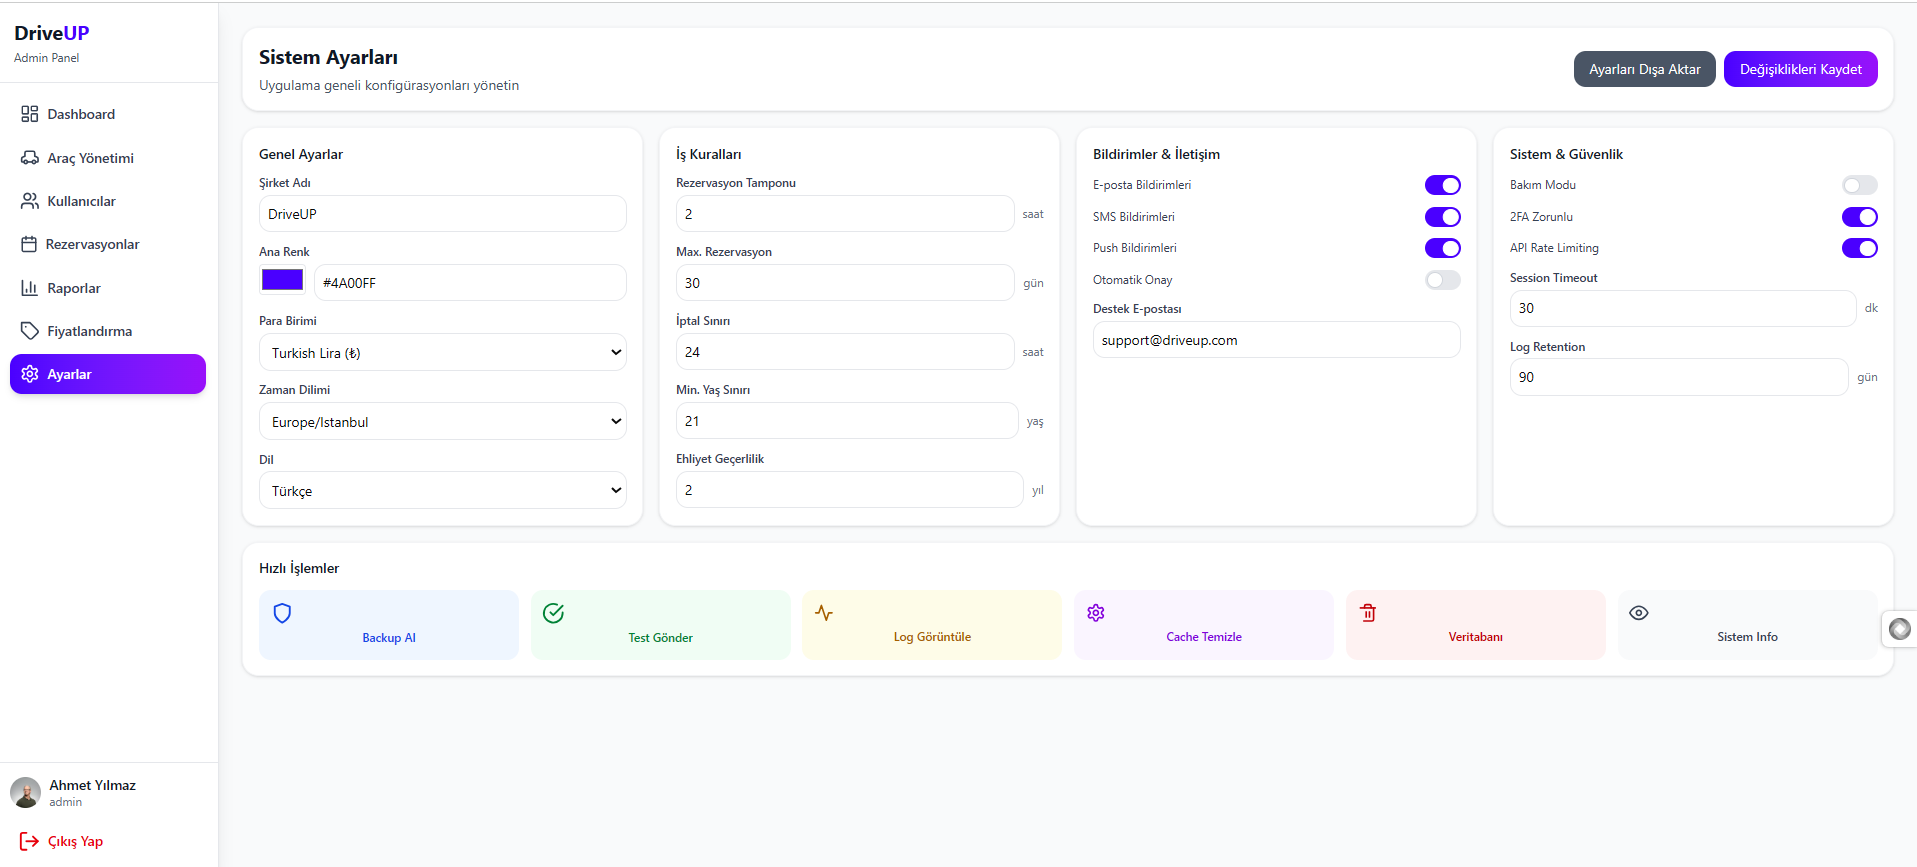 DriveUP
Admin Panel
Dashboard
Araç Yönetimi
Kullanıcılar
Rezervasyonlar
Raporlar
Fiyatlandırma
Ayarlar
Ahmet Yılmaz
admin
Çıkış Yap
Sistem Ayarları
Uygulama geneli konfigürasyonları yönetin
Ayarları Dışa Aktar
Değişiklikleri Kaydet
Genel Ayarlar
Şirket Adı
DriveUP
Ana Renk
#4A00FF
Para Birimi
Turkish Lira (₺)
Zaman Dilimi
Europe/Istanbul
Dil
Türkçe
İş Kuralları
Rezervasyon Tamponu
2 saat
Max. Rezervasyon
30 gün
İptal Sınırı
24 saat
Min. Yaş Sınırı
21 yaş
Ehliyet Geçerlilik
2 yıl
Bildirimler & İletişim
E-posta Bildirimleri
SMS Bildirimleri
Push Bildirimleri
Otomatik Onay
Destek E-postası
support@driveup.com
Sistem & Güvenlik
Bakım Modu
2FA Zorunlu
API Rate Limiting
Session Timeout
30 dk
Log Retention
90 gün
Hızlı İşlemler
Backup Al
Test Gönder
Log Görüntüle
Cache Temizle
Veritabanı
Sistem Info